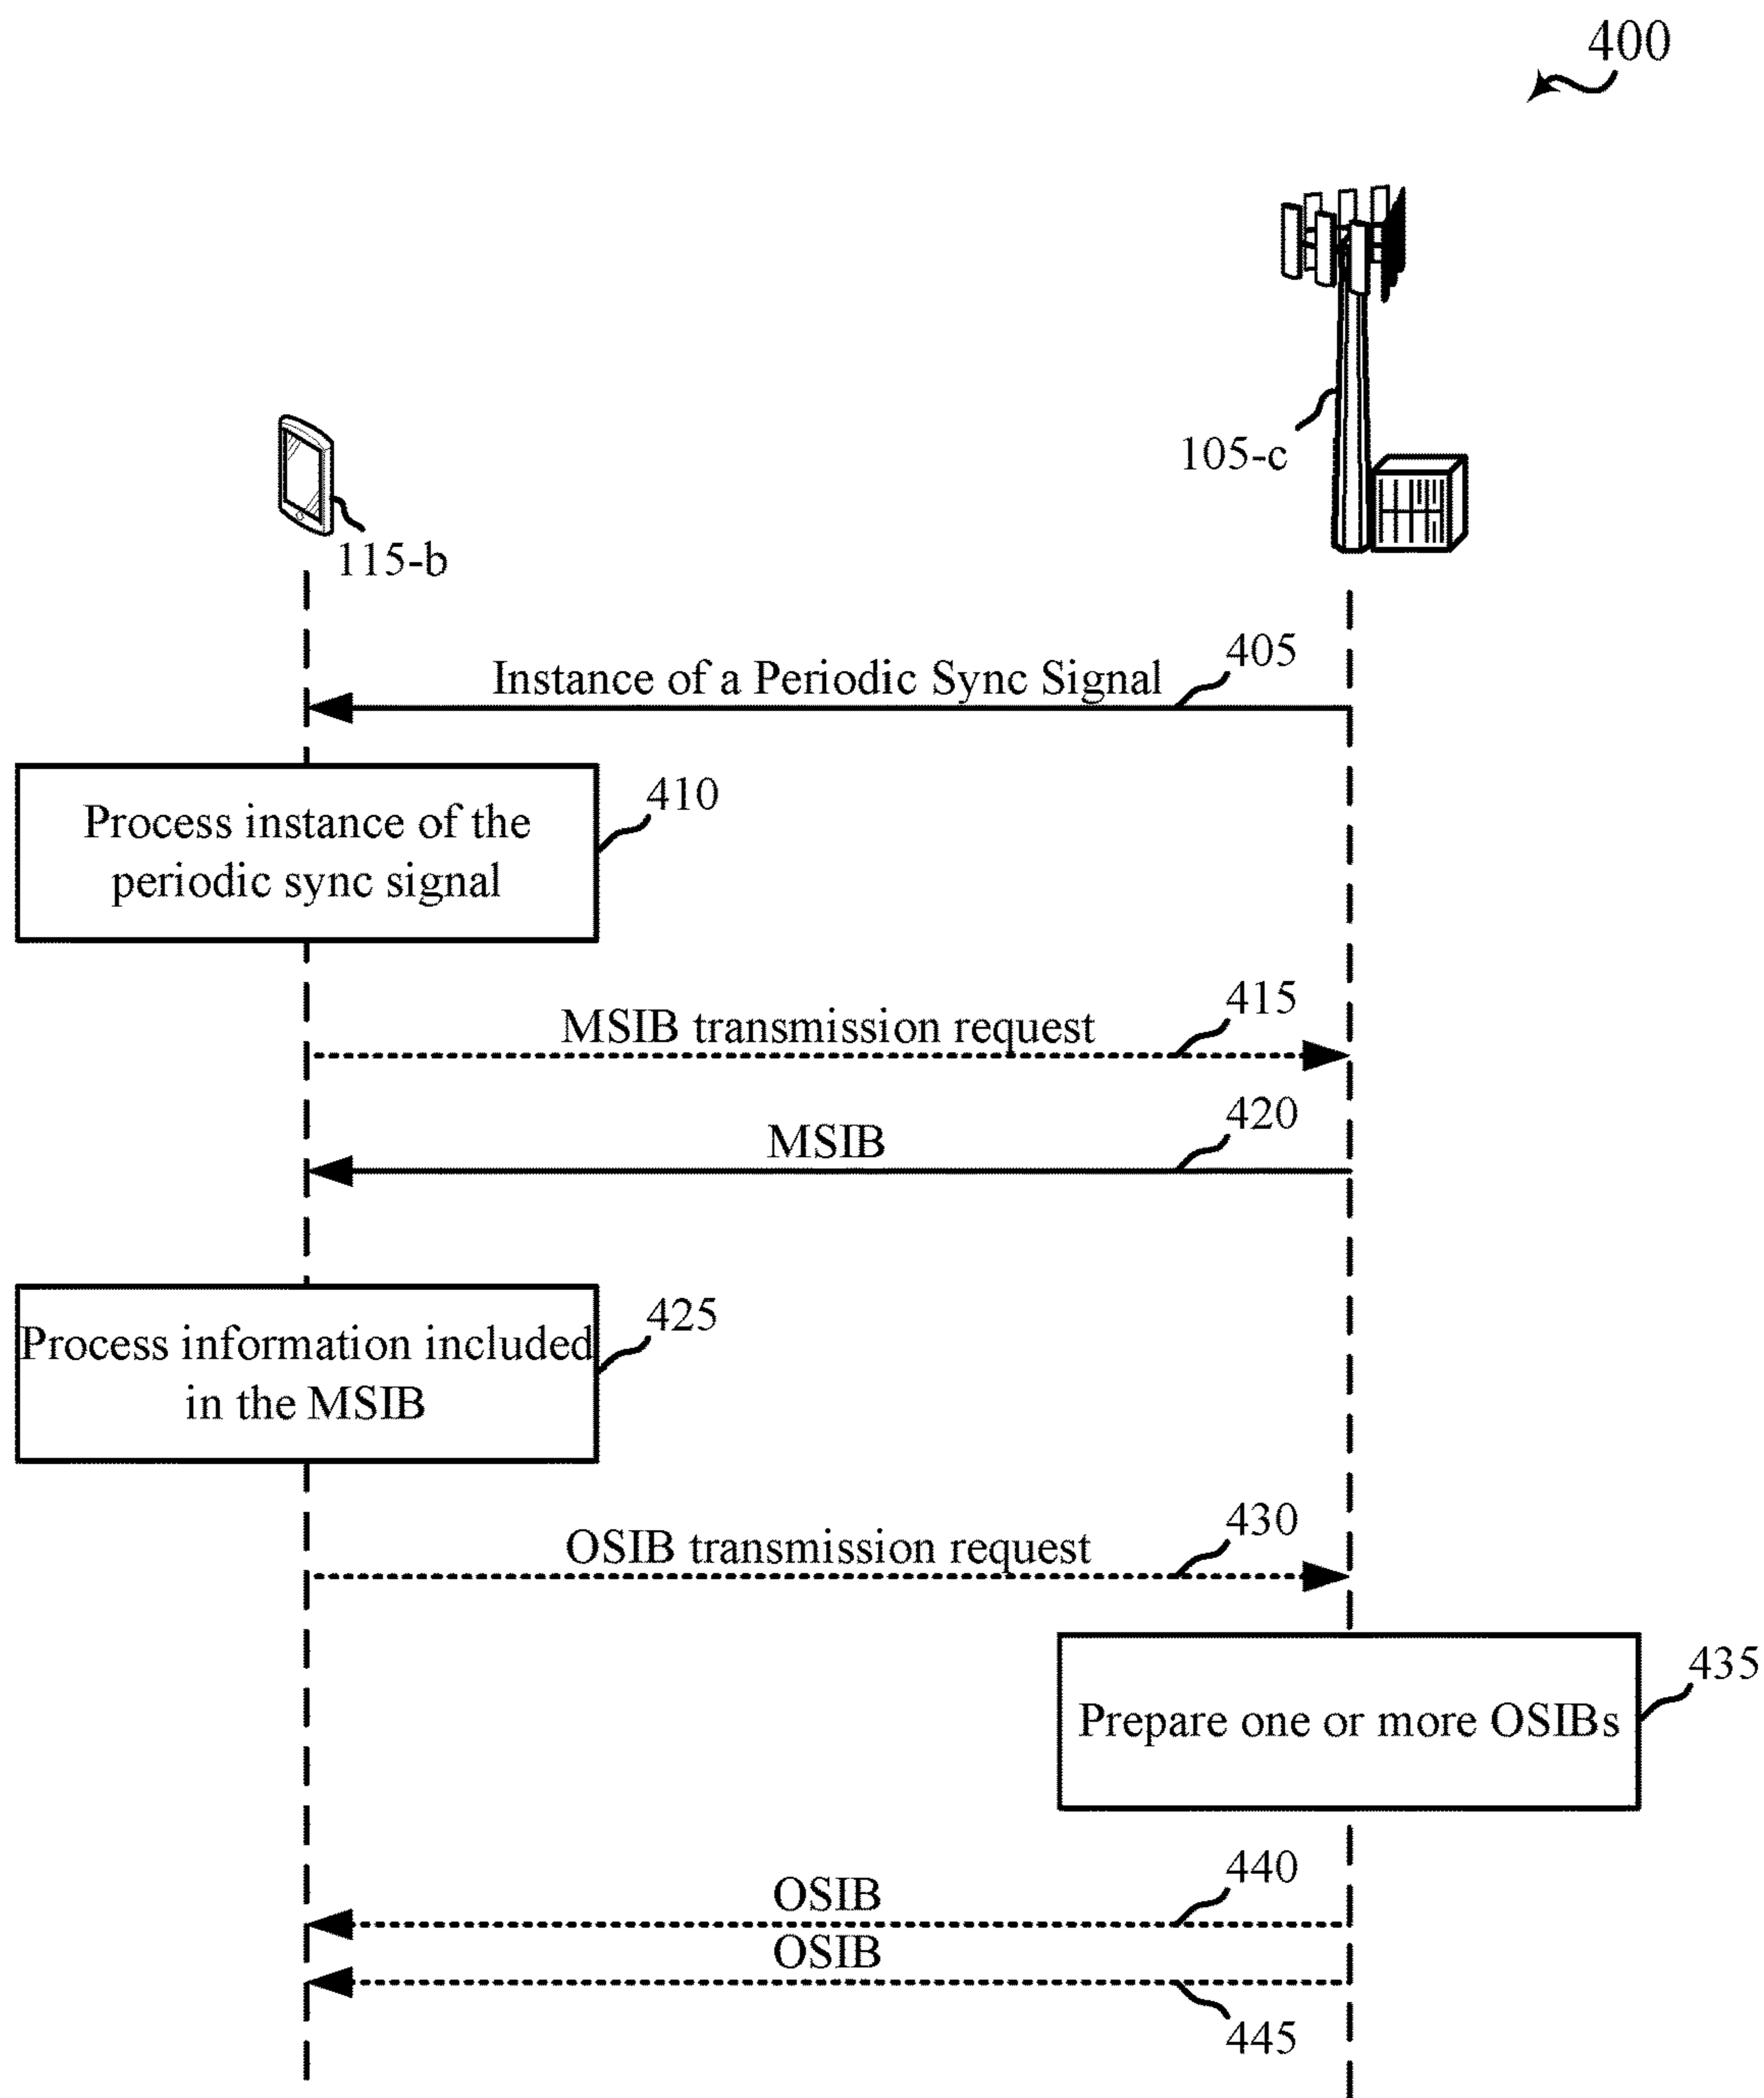 400
105-c
115-b
405
Instance of a Periodic Sync Signal
410
Process instance of the
periodic sync signal
415
MSIB transmission request
420
MSIB
425
Process information included
in the MSIB
430
OSIB transmission request
435
Prepare one or more OSIBs
440
OSIB
OSIB
445